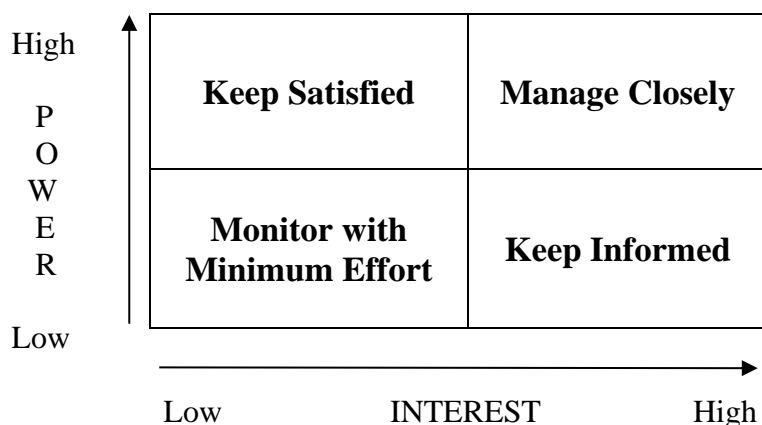 High
Keep Satisfied
Manage Closely
P
O
W
E
R
Monitor with
Minimum Effort
Keep Informed
Low
Low INTEREST High